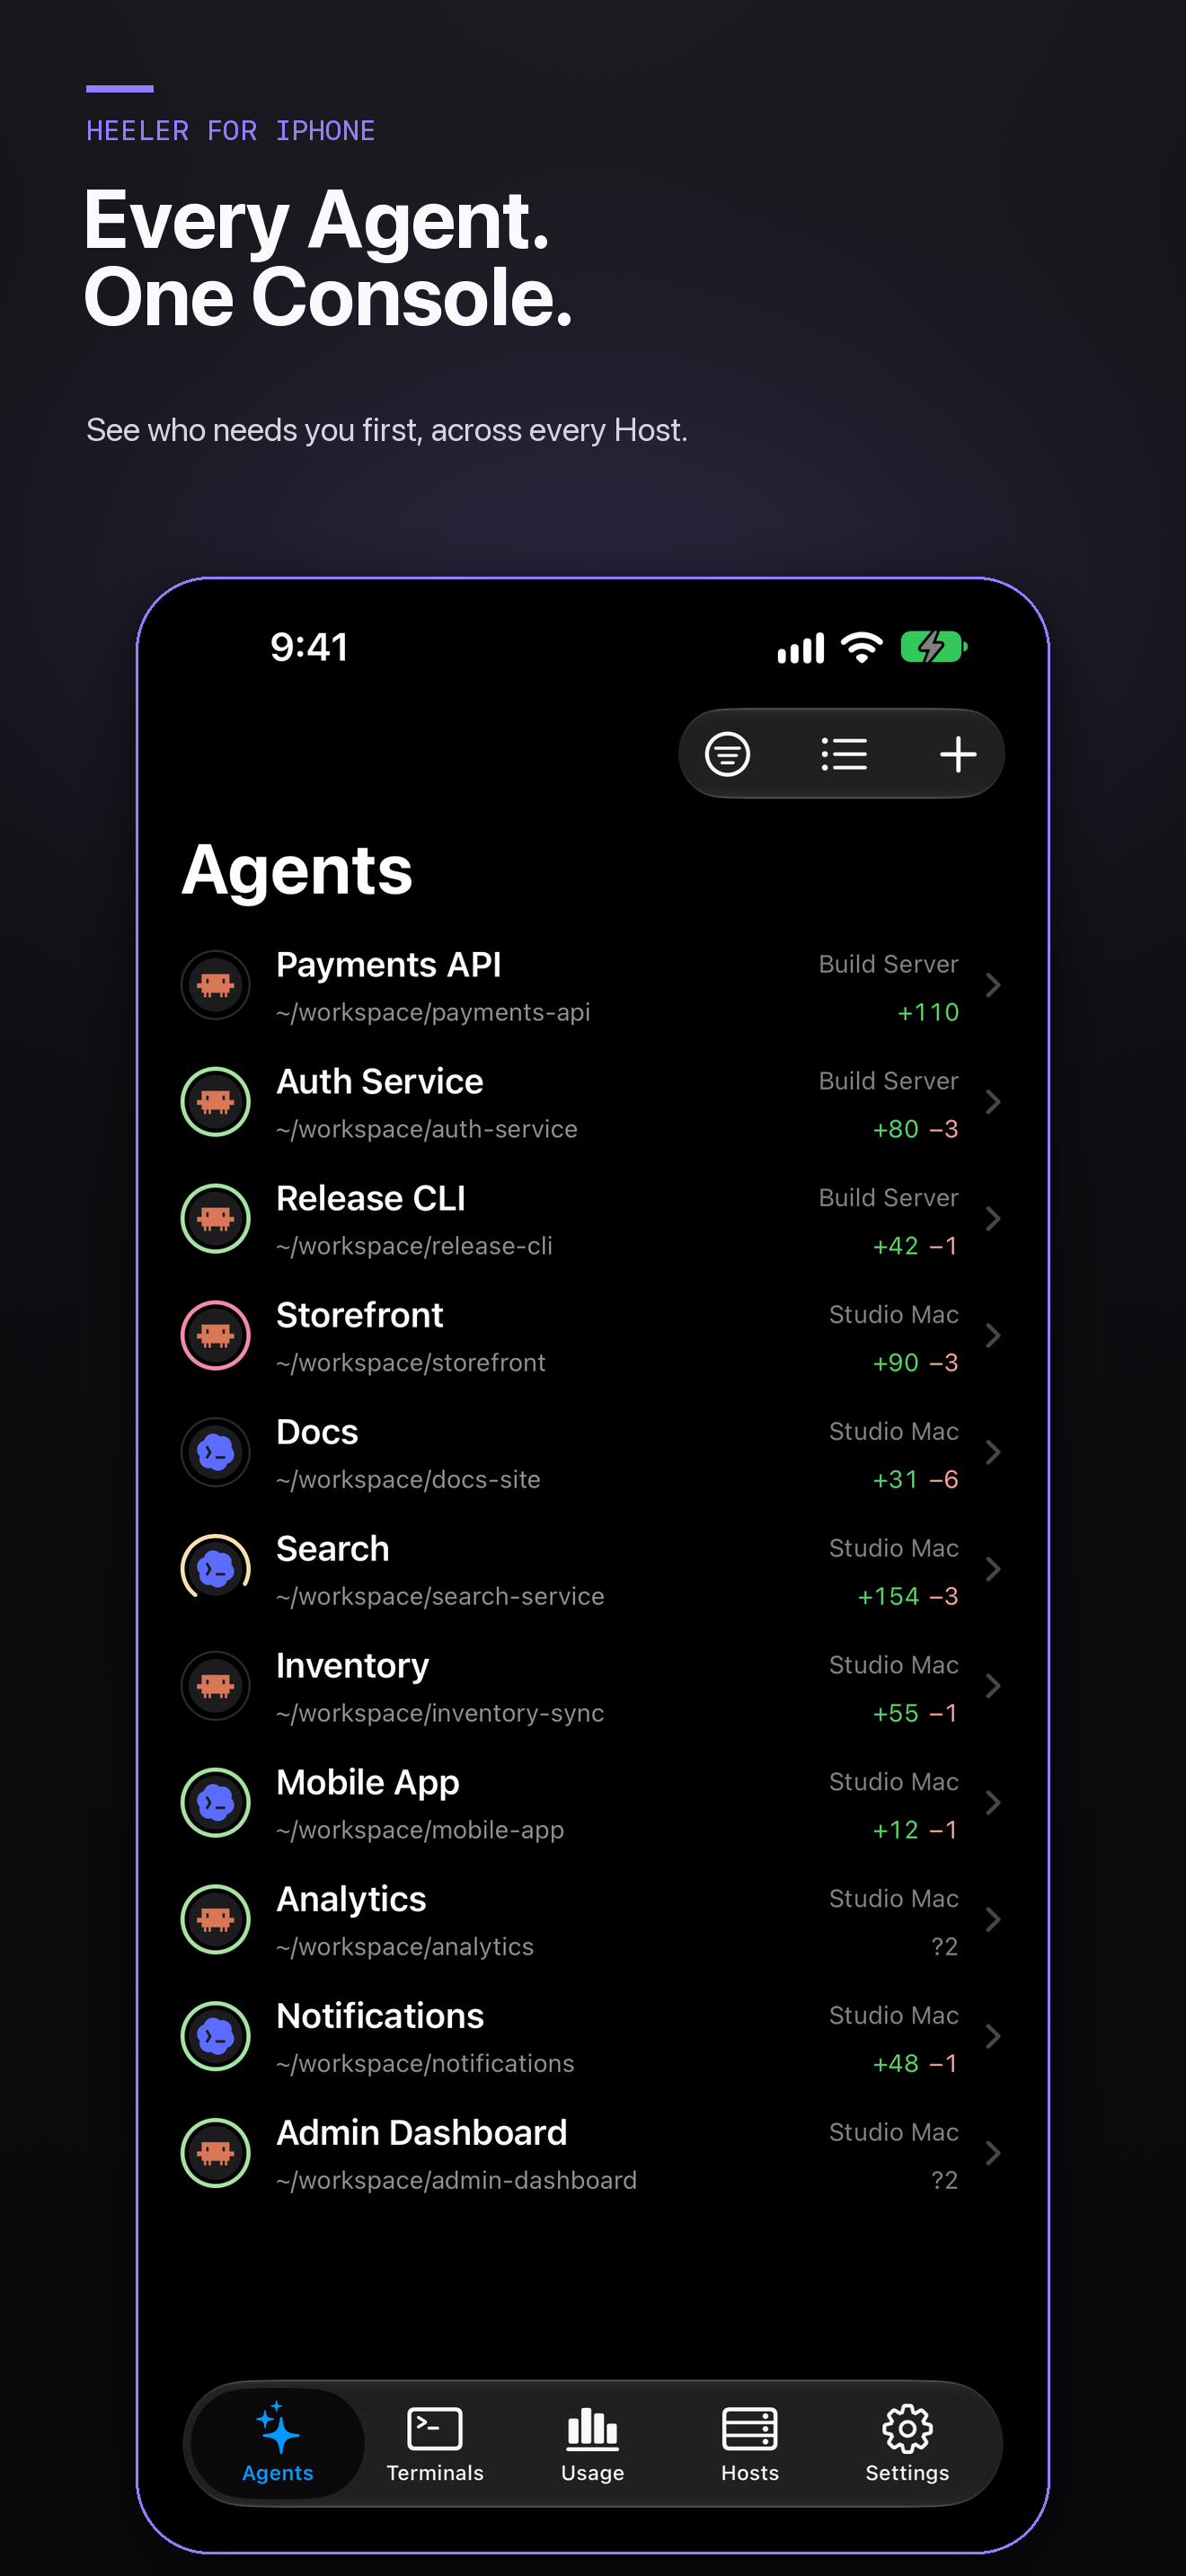 HEELER FOR IPHONE
Every Agent.
One Console.
See who needs you first, across every Host.
9:41
Agents
Payments API Build Server
~/workspace/payments-api +110
Auth Service Build Server
~/workspace/auth-service +80 −3
Release CLI Build Server
~/workspace/release-cli +42 −1
Storefront Studio Mac
~/workspace/storefront +90 −3
Docs Studio Mac
~/workspace/docs-site +31 −6
Search Studio Mac
~/workspace/search-service +154 −3
Inventory Studio Mac
~/workspace/inventory-sync +55 −1
Mobile App Studio Mac
~/workspace/mobile-app +12 −1
Analytics Studio Mac
~/workspace/analytics ?2
Notifications Studio Mac
~/workspace/notifications +48 −1
Admin Dashboard Studio Mac
~/workspace/admin-dashboard ?2
Agents Terminals Usage Hosts Settings